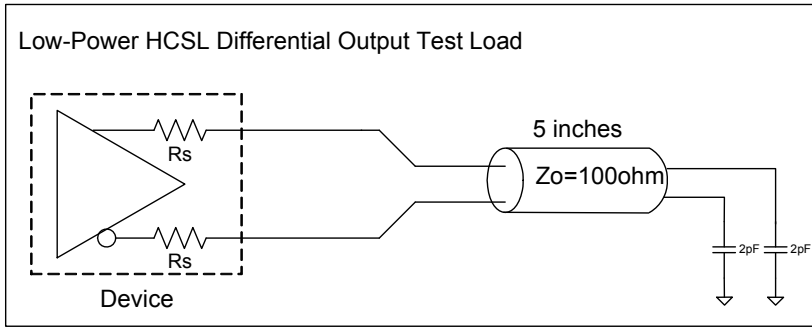 Low-Power HCSL Differential Output Test Load
Rs
5 inches
Zo=100ohm
Rs
2pF
2pF
Device